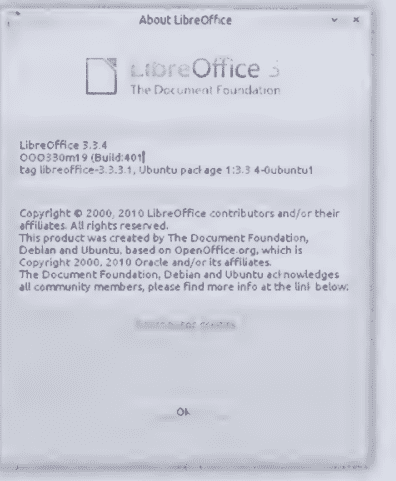 About LibreOffice
LibreOffice 3
The Document Foundation
LibreOffice 3.3.4
OOO330m19 (Build:401)
tag libreoffice-3.3.3.1, Ubuntu package 1:3.3.4-0ubuntu1
Copyright © 2000, 2010 LibreOffice contributors and/or their
affiliates. All rights reserved.
This product was created by The Document Foundation,
Debian and Ubuntu, based on OpenOffice.org, which is
Copyright 2000, 2010 Oracle and/or its affiliates.
The Document Foundation, Debian and Ubuntu acknowledges
all community members, please find more info at the link below:
OK